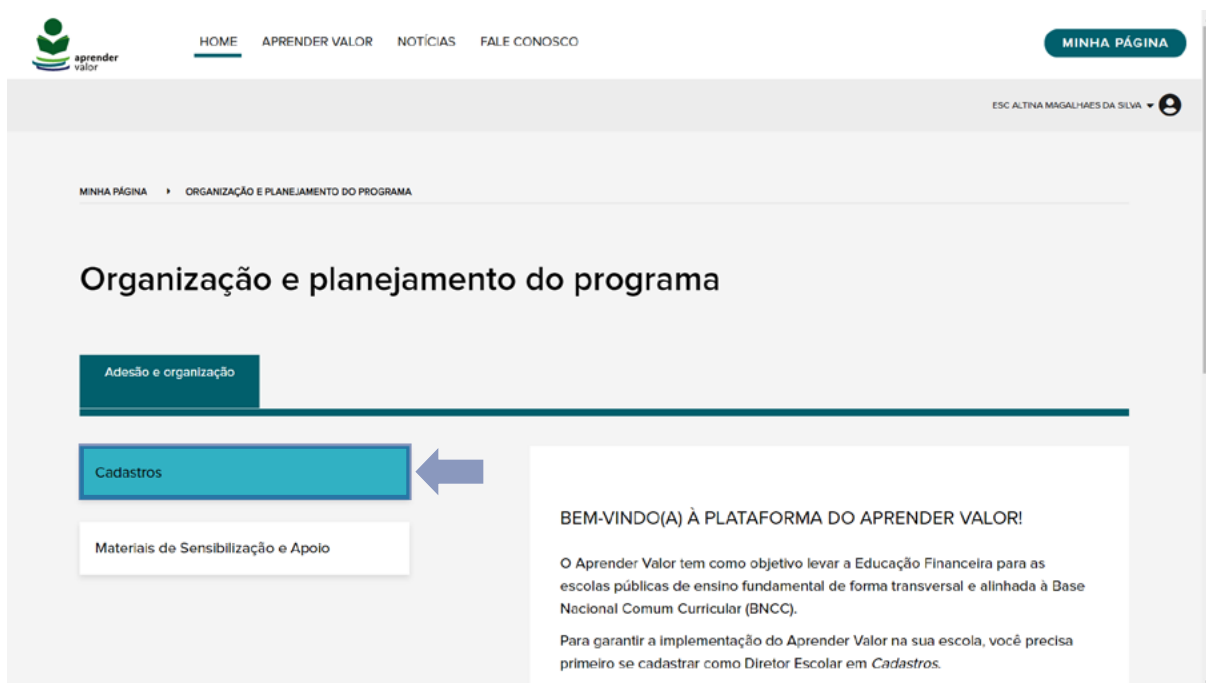 aprender
valor
HOME APRENDER VALOR NOTÍCIAS FALE CONOSCO
MINHA PÁGINA
ESC ALTINA MAGALHAES DA SILVA
MINHA PÁGINA ORGANIZAÇÃO E PLANEJAMENTO DO PROGRAMA
Organização e planejamento do programa
Adesão e organização
Cadastros
Materiais de Sensibilização e Apoio
BEM-VINDO(A) À PLATAFORMA DO APRENDER VALOR!
O Aprender Valor tem como objetivo levar a Educação Financeira para as
escolas públicas de ensino fundamental de forma transversal e alinhada à Base
Nacional Comum Curricular (BNCC).
Para garantir a implementação do Aprender Valor na sua escola, você precisa
primeiro se cadastrar como Diretor Escolar em Cadastros.